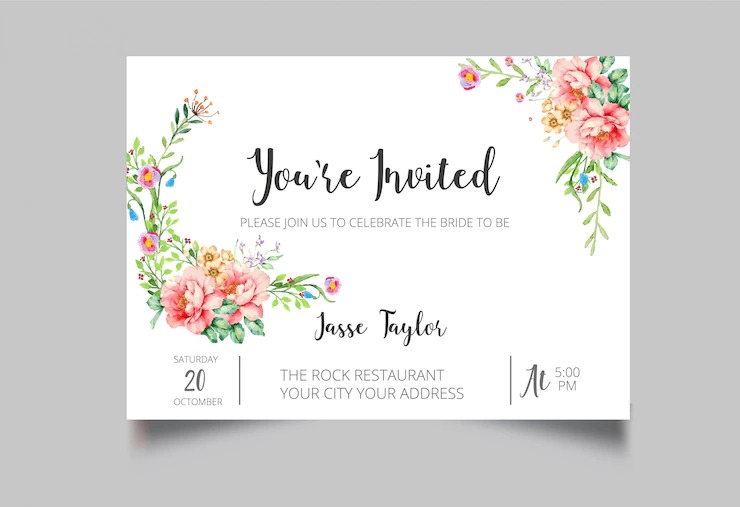 You're Invited
PLEASE JOIN US TO CELEBRATE THE BRIDE TO BE
Jasse Taylor
SATURDAY
20
OCTOMBER
THE ROCK RESTAURANT
YOUR CITY YOUR ADDRESS
At
5:00
PM